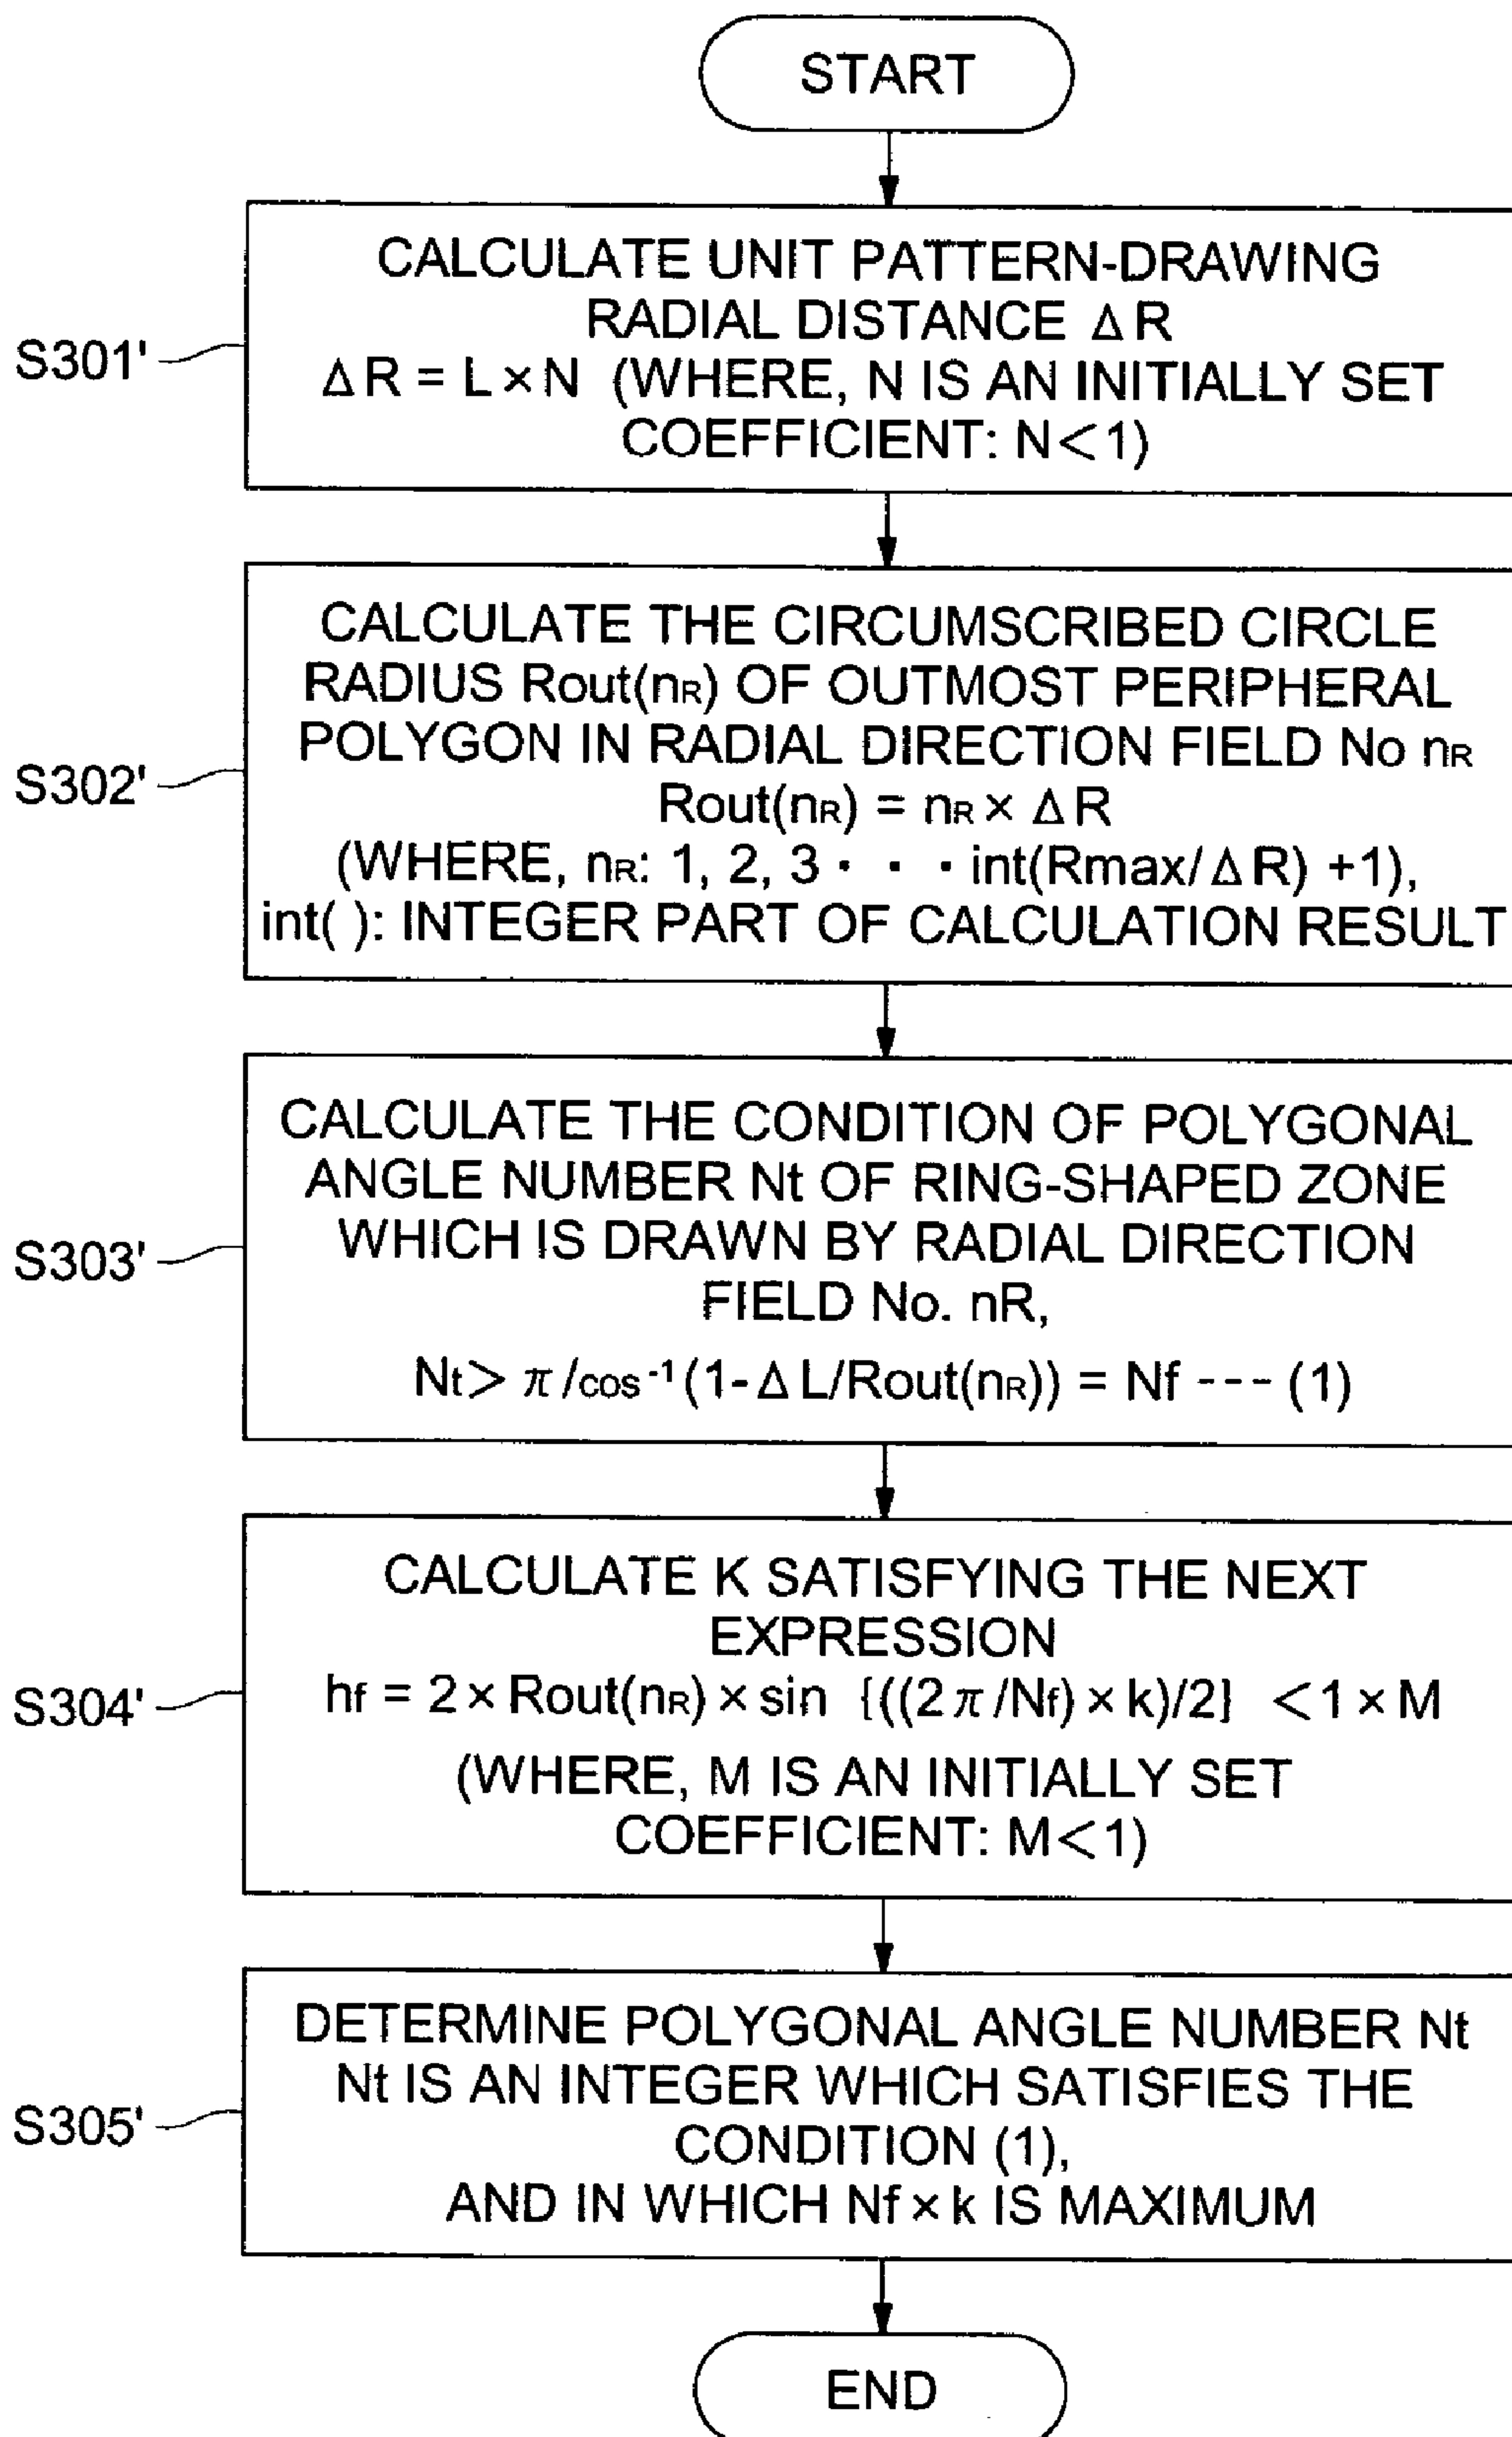 START
S301'
CALCULATE UNIT PATTERN-DRAWING
RADIAL DISTANCE ΔR
ΔR = L×N (WHERE, N IS AN INITIALLY SET
COEFFICIENT: N<1)
S302'
CALCULATE THE CIRCUMSCRIBED CIRCLE
RADIUS Rout(nR) OF OUTMOST PERIPHERAL
POLYGON IN RADIAL DIRECTION FIELD No nR
Rout(nR) = nR × ΔR
(WHERE, nR: 1, 2, 3 · · · int(Rmax/ΔR) +1),
int( ): INTEGER PART OF CALCULATION RESULT
S303'
CALCULATE THE CONDITION OF POLYGONAL
ANGLE NUMBER Nt OF RING-SHAPED ZONE
WHICH IS DRAWN BY RADIAL DIRECTION
FIELD No. nR,
Nt > π/cos⁻¹(1-ΔL/Rout(nR)) = Nf --- (1)
S304'
CALCULATE K SATISFYING THE NEXT
EXPRESSION
hf = 2×Rout(nR)×sin {((2π/Nf)×k)/2} <1×M
(WHERE, M IS AN INITIALLY SET
COEFFICIENT: M<1)
S305'
DETERMINE POLYGONAL ANGLE NUMBER Nt
Nt IS AN INTEGER WHICH SATISFIES THE
CONDITION (1),
AND IN WHICH Nf×k IS MAXIMUM
END